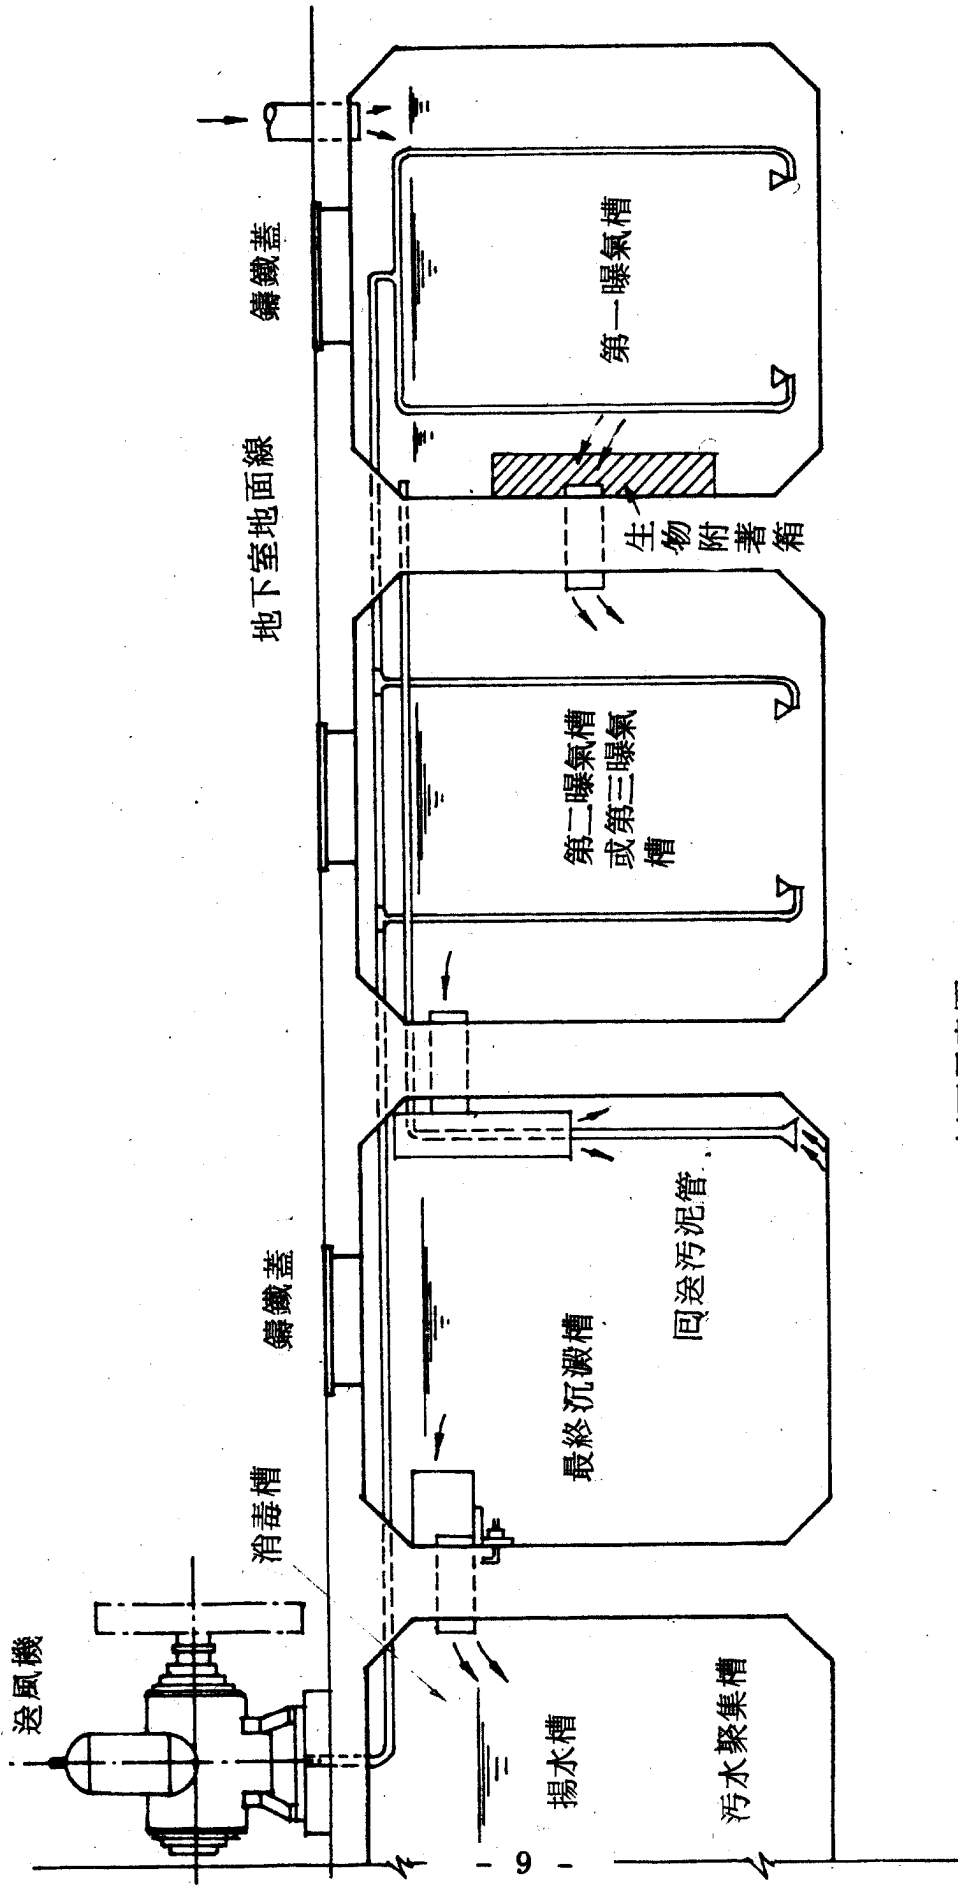 送風機
消毒槽
鑄鐵蓋
地下室地面線
鑄鐵蓋
揚水槽
污水聚集槽
最終沉澱槽
回送污泥管
第二曝氣槽
或第三曝氣
槽
生物附著箱
第一曝氣槽
- 9 -